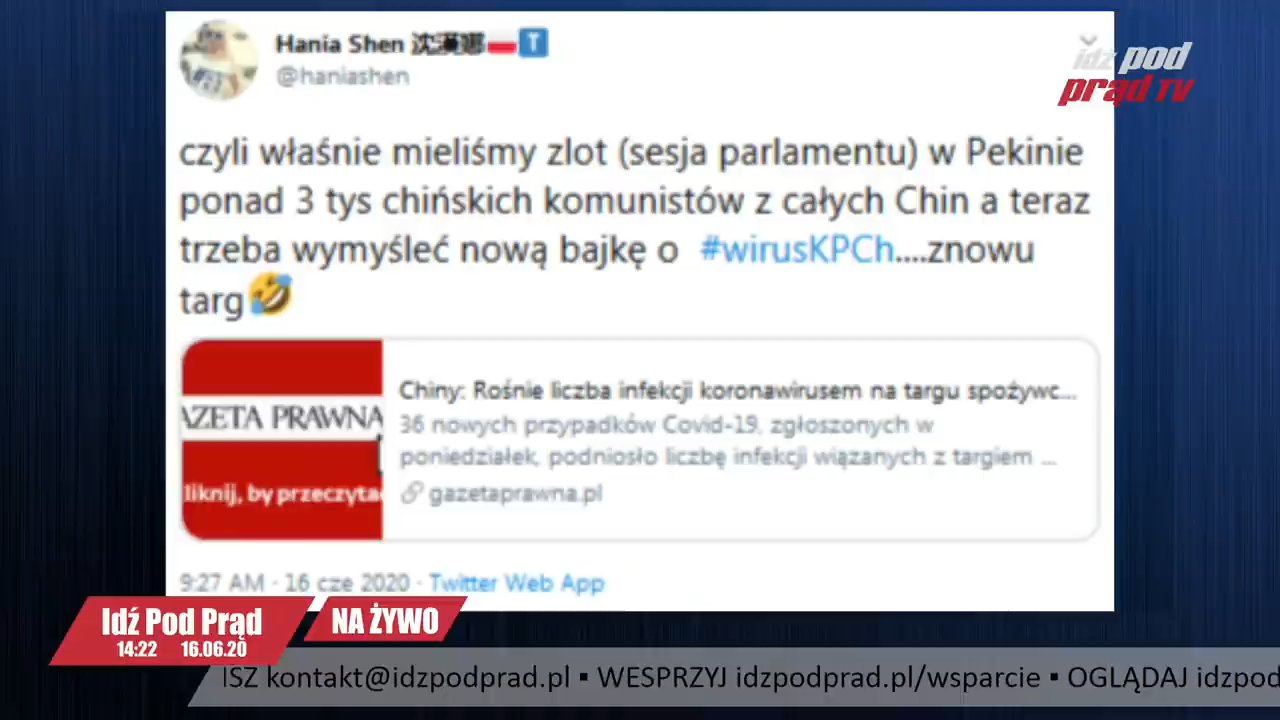 Hania Shen 沈漢娜 T
@haniashen
idź pod
prąd TV
czyli właśnie mieliśmy zlot (sesja parlamentu) w Pekinie
ponad 3 tys chińskich komunistów z całych Chin a teraz
trzeba wymyśleć nową bajkę o #wirusKPCh....znowu
targ🤣
AZETA PRAWNA
liknij, by przeczyta
Chiny: Rośnie liczba infekcji koronawirusem na targu spożywc...
36 nowych przypadków Covid-19, zgłoszonych w
poniedziałek, podniosło liczbę infekcji wiązanych z targiem ...
gazetaprawna.pl
9:27 AM · 16 cze 2020 · Twitter Web App
Idź Pod Prąd
NA ŻYWO
14:22 16.06.20
ISZ kontakt@idzpodprad.pl ▪ WESPRZYJ idzpodprad.pl/wsparcie ▪ OGLĄDAJ idzpod